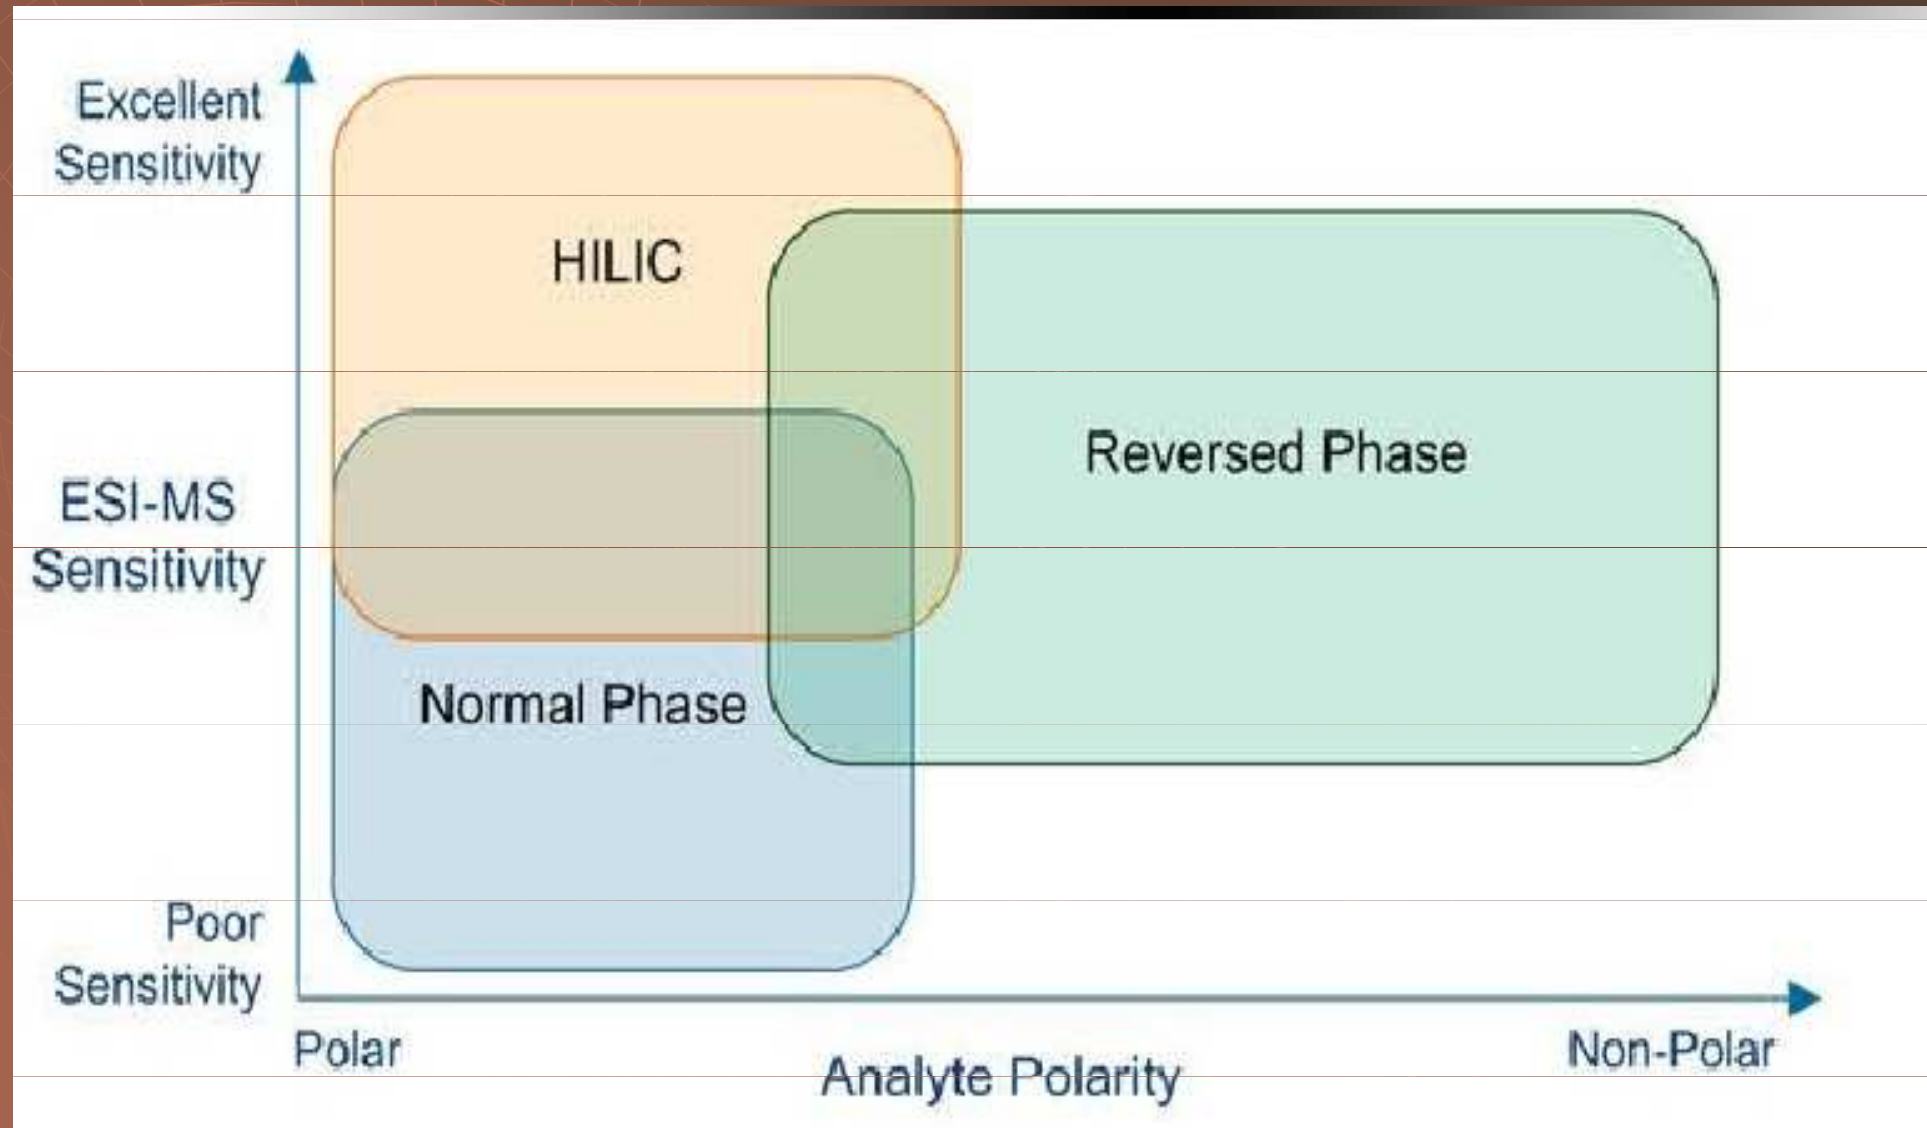 Excellent
Sensitivity
HILIC
Reversed Phase
ESI-MS
Sensitivity
Normal Phase
Poor
Sensitivity
Polar
Non-Polar
Analyte Polarity